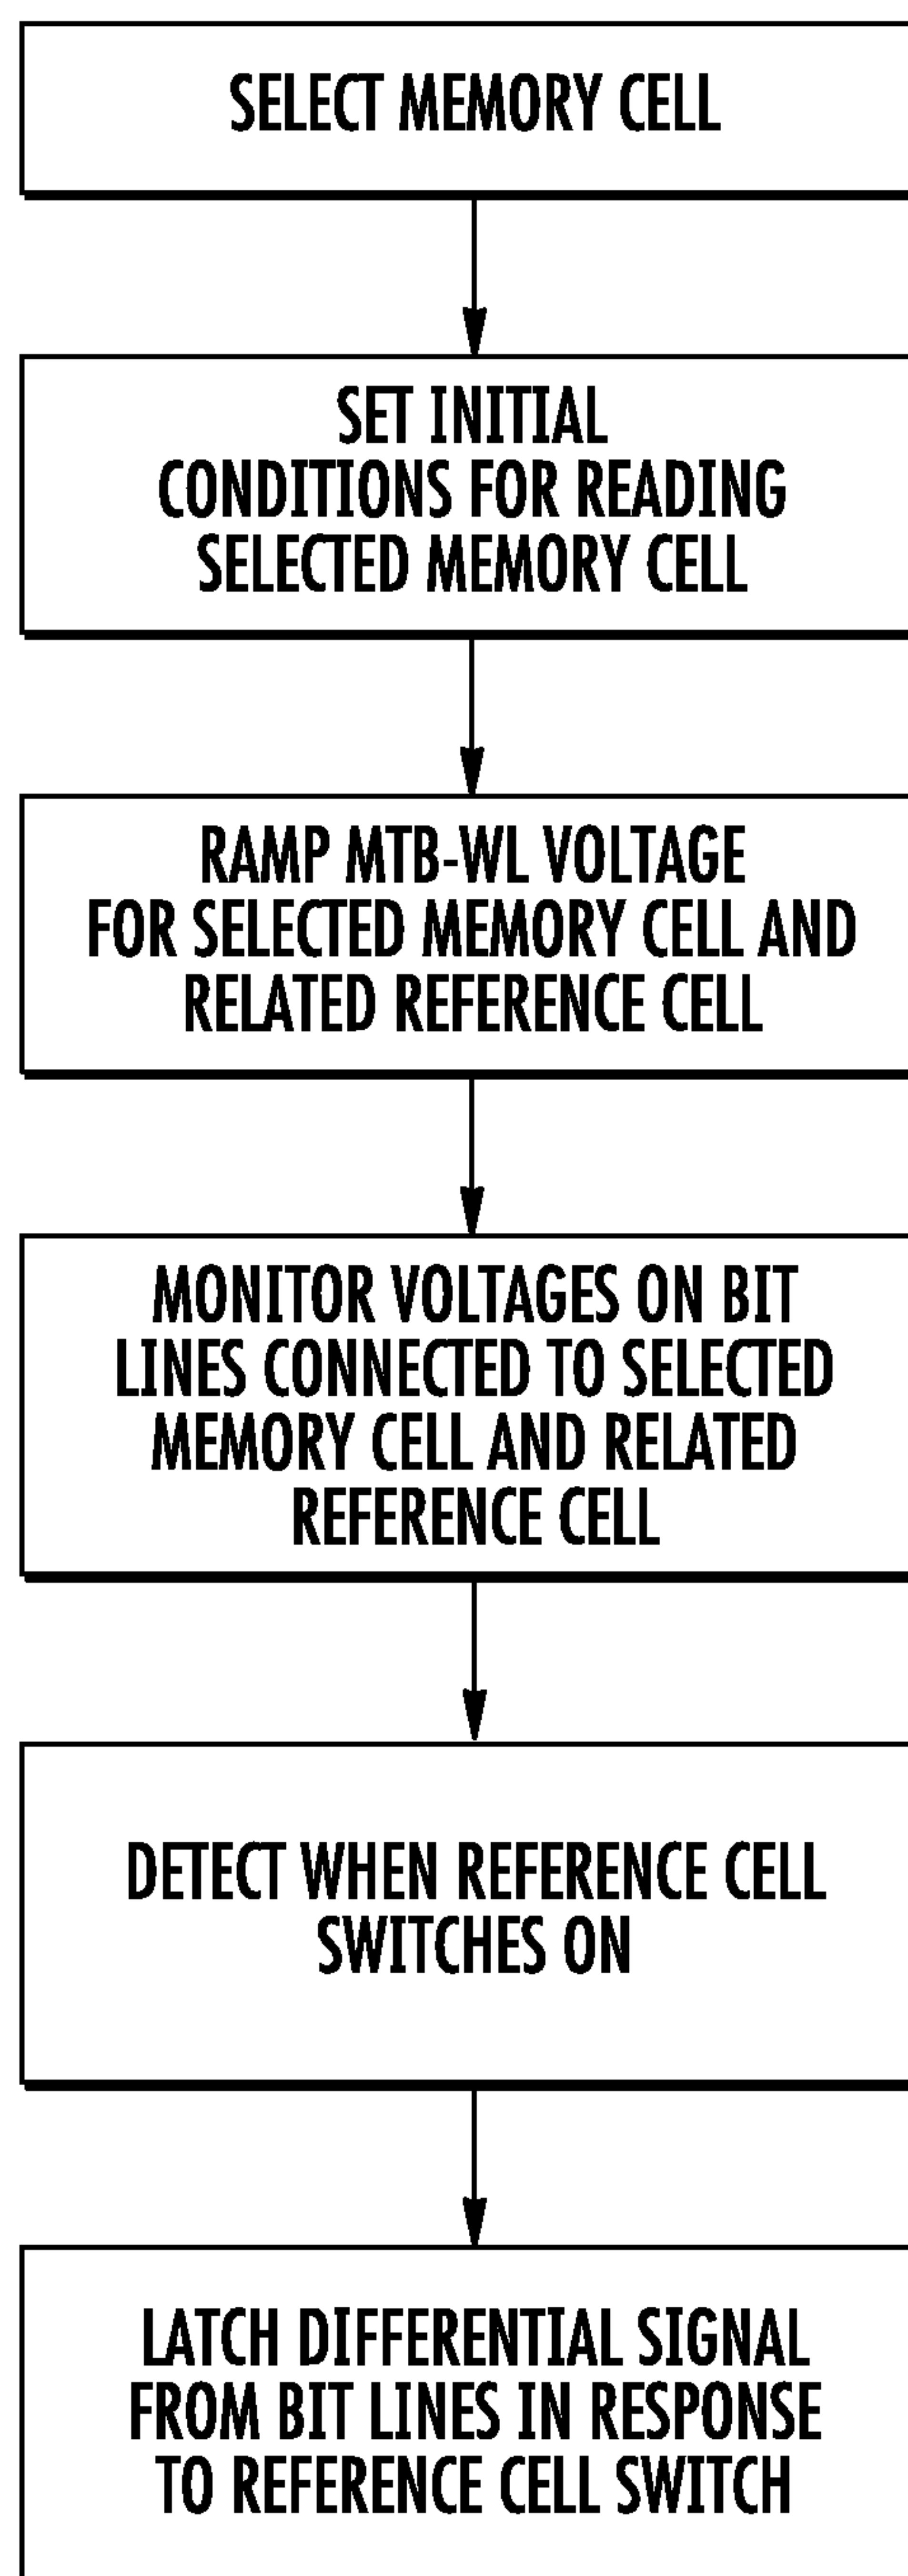 SELECT MEMORY CELL
SET INITIAL
CONDITIONS FOR READING
SELECTED MEMORY CELL
RAMP MTB-WL VOLTAGE
FOR SELECTED MEMORY CELL AND
RELATED REFERENCE CELL
MONITOR VOLTAGES ON BIT
LINES CONNECTED TO SELECTED
MEMORY CELL AND RELATED
REFERENCE CELL
DETECT WHEN REFERENCE CELL
SWITCHES ON
LATCH DIFFERENTIAL SIGNAL
FROM BIT LINES IN RESPONSE
TO REFERENCE CELL SWITCH